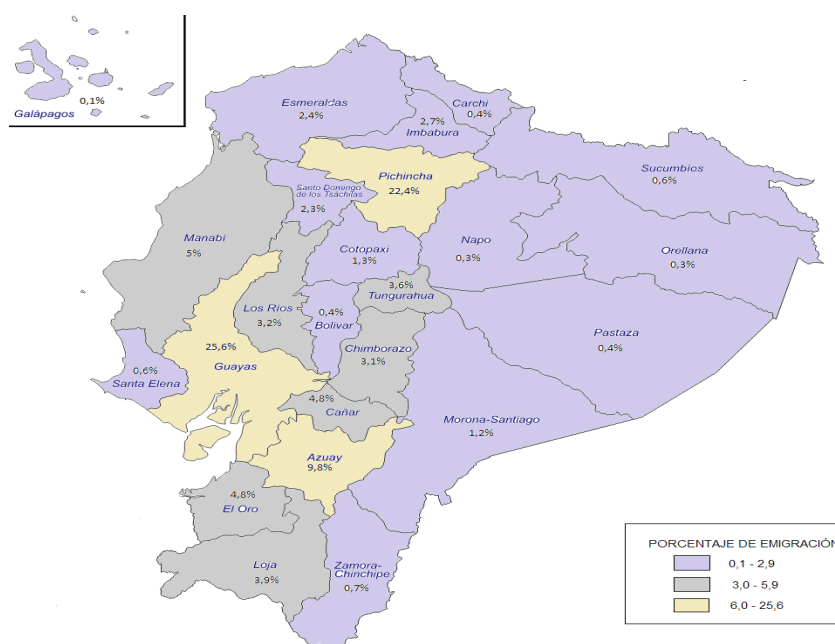 0,1%
Galápagos
Esmeraldas
2,4%
Carchi
0,4%
2,7%
Imbabura
Pichincha
22,4%
Sucumbios
0,6%
Santo Domingo
de los Tsáchilas
2,3%
Manabi
5%
Cotopaxi
1,3%
Napo
0,3%
Orellana
0,3%
3,6%
Tungurahua
Los Rios
3,2%
0,4%
Bolivar
Pastaza
0,4%
25,6%
Guayas
Chimborazo
3,1%
0,6%
Santa Elena
4,8%
Cañar
Morona-Santiago
1,2%
Azuay
9,8%
4,8%
El Oro
Loja
3,9%
Zamora-
Chinchipe
0,7%
PORCENTAJE DE EMIGRACIÓN
0,1 - 2,9
3,0 - 5,9
6,0 - 25,6